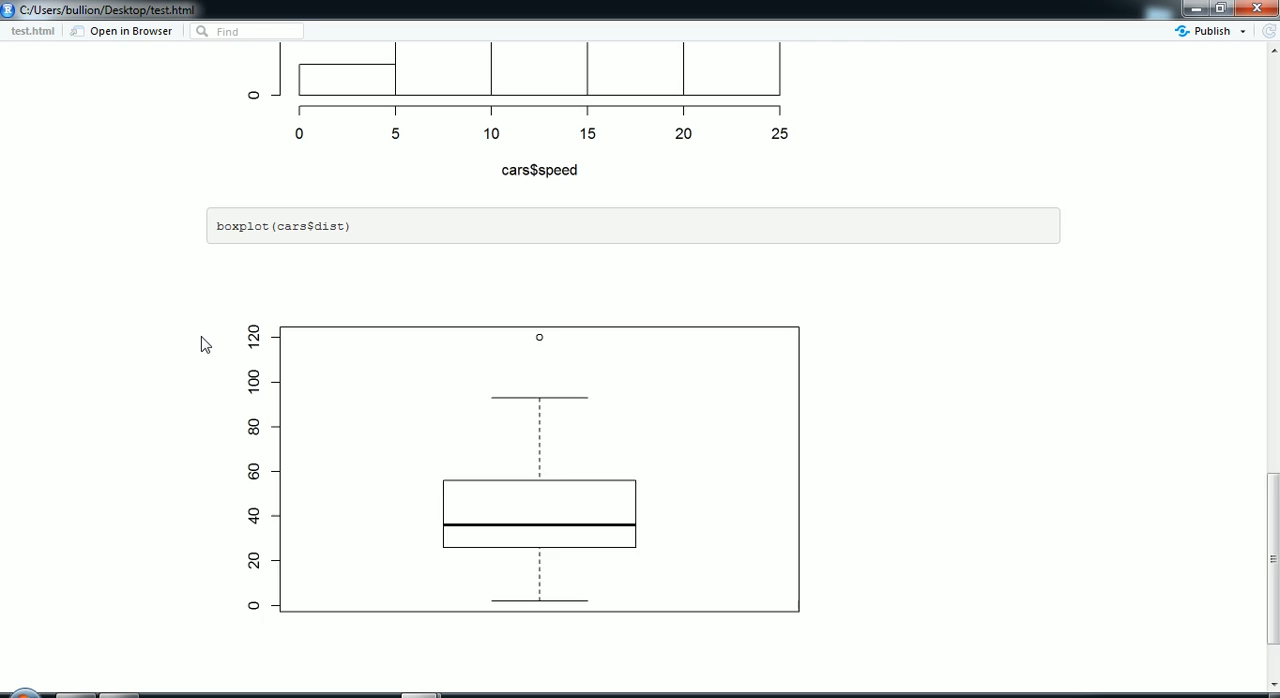 C:/Users/bullion/Desktop/test.html
test.html Open in Browser Find Publish
0
0 5 10 15 20 25
cars$speed
boxplot(cars$dist)
120
100
80
60
40
20
0